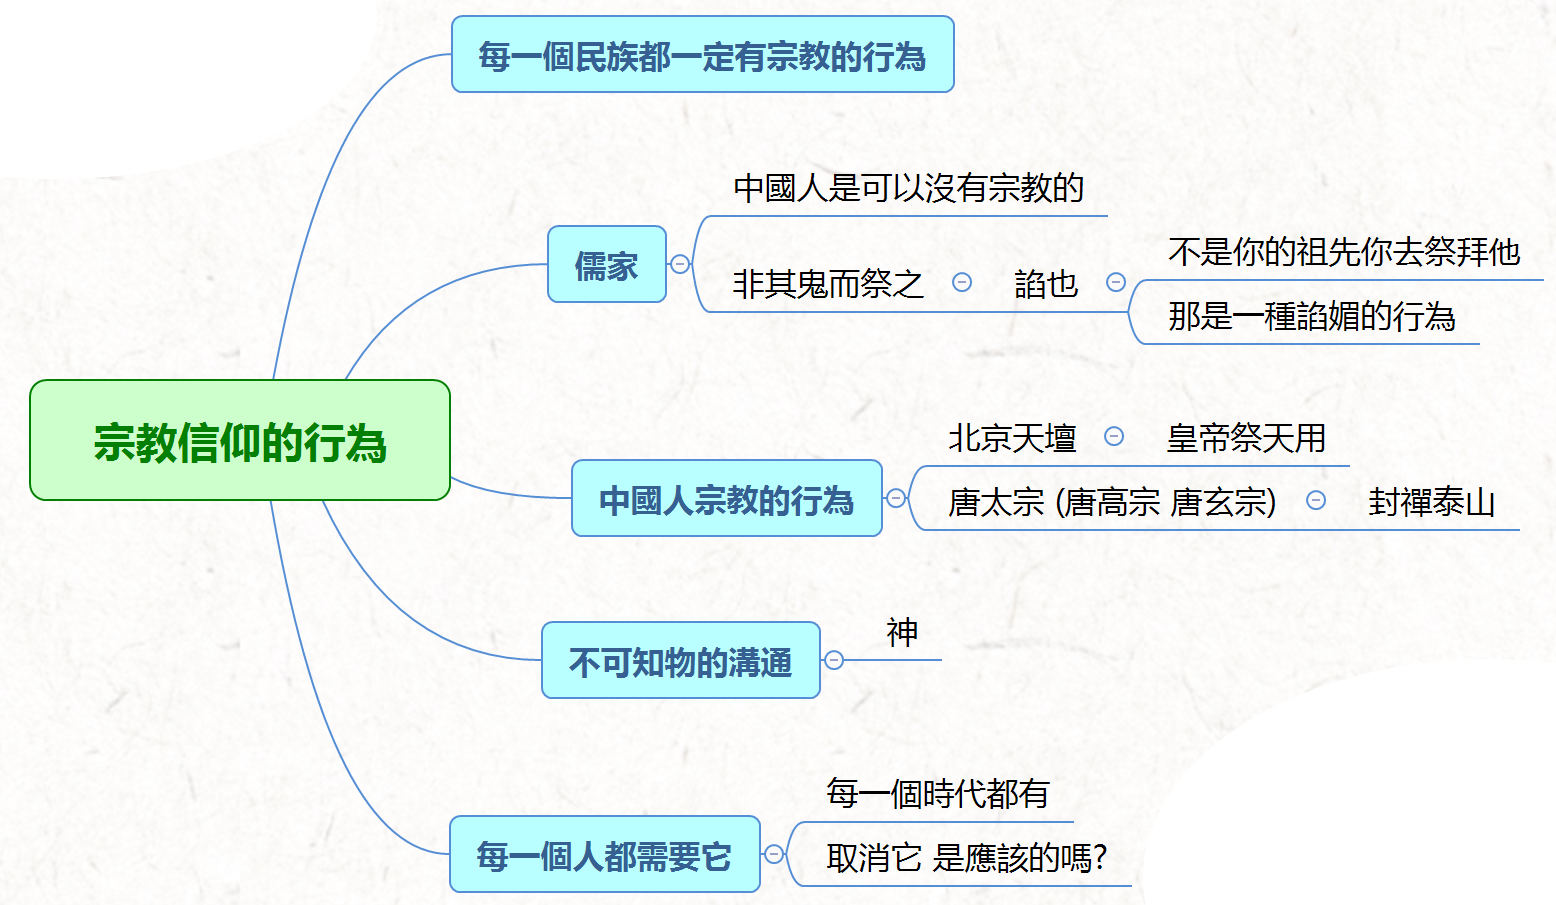 每一個民族都一定有宗教的行為
中國人是可以沒有宗教的
儒家
非其鬼而祭之 諂也
不是你的祖先你去祭拜他
那是一種諂媚的行為
宗教信仰的行為
中國人宗教的行為
北京天壇 皇帝祭天用
唐太宗 (唐高宗 唐玄宗) 封禪泰山
不可知物的溝通
神
每一個人都需要它
每一個時代都有
取消它 是應該的嗎?